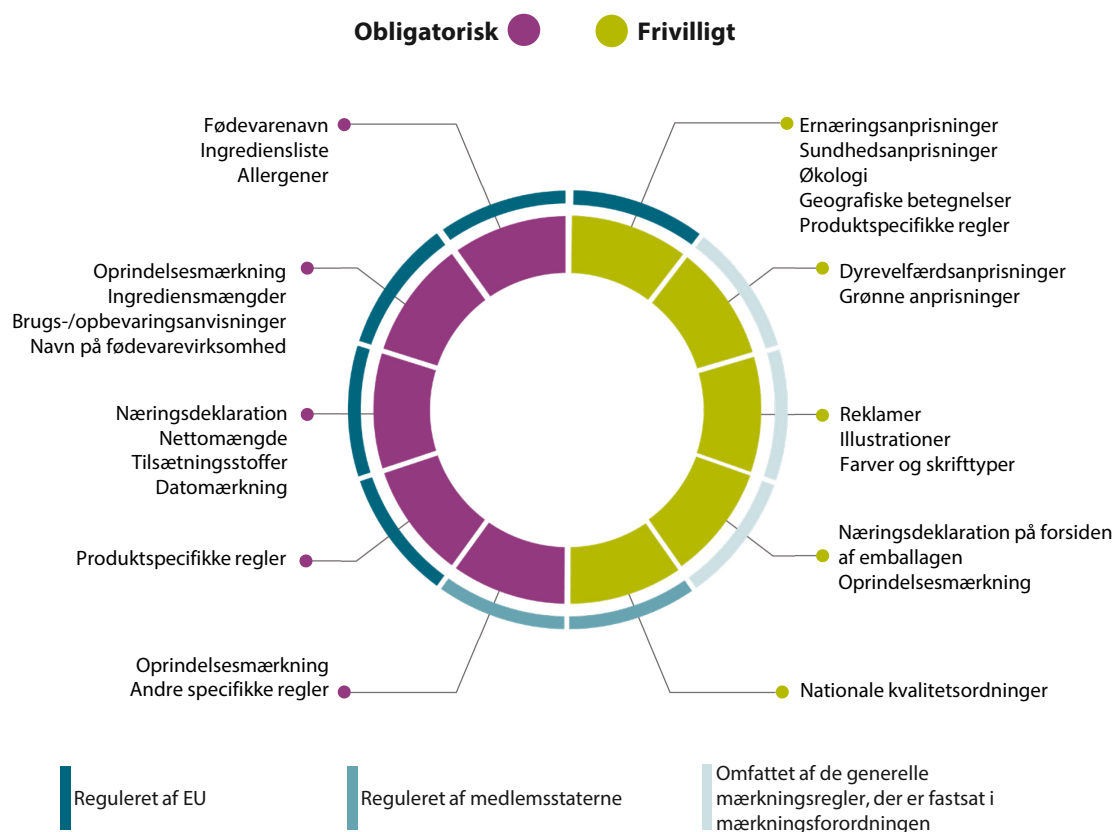 Obligatorisk
Frivilligt
Fødevarenavn
Ingrediensliste
Allergener
Oprindelsesmærkning
Ingrediensmængder
Brugs-/opbevaringsanvisninger
Navn på fødevarevirksomhed
Næringsdeklaration
Nettomængde
Tilsætningsstoffer
Datomærkning
Produktspecifikke regler
Oprindelsesmærkning
Andre specifikke regler
Ernæringsanprisninger
Sundhedsanprisninger
Økologi
Geografiske betegnelser
Produktspecifikke regler
Dyrevelfærdsanprisninger
Grønne anprisninger
Reklamer
Illustrationer
Farver og skrifttyper
Næringsdeklaration på forsiden
af emballagen
Oprindelsesmærkning
Nationale kvalitetsordninger
Reguleret af EU
Reguleret af medlemsstaterne
Omfattet af de generelle
mærkningsregler, der er fastsat i
mærkningsforordningen